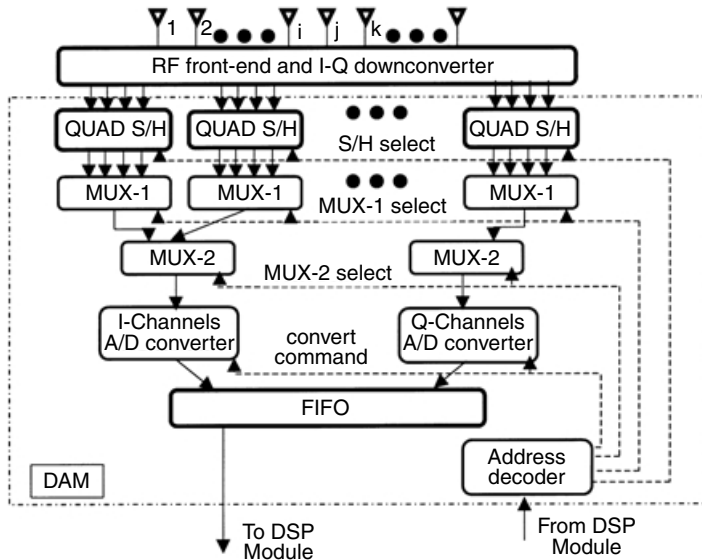 1 2 i j k
RF front-end and I-Q downconverter
QUAD S/H QUAD S/H QUAD S/H
S/H select
MUX-1 MUX-1 MUX-1
MUX-1 select
MUX-2 MUX-2
MUX-2 select
I-Channels
A/D converter
Q-Channels
A/D converter
convert
command
FIFO
Address
decoder
DAM
To DSP
Module
From DSP
Module